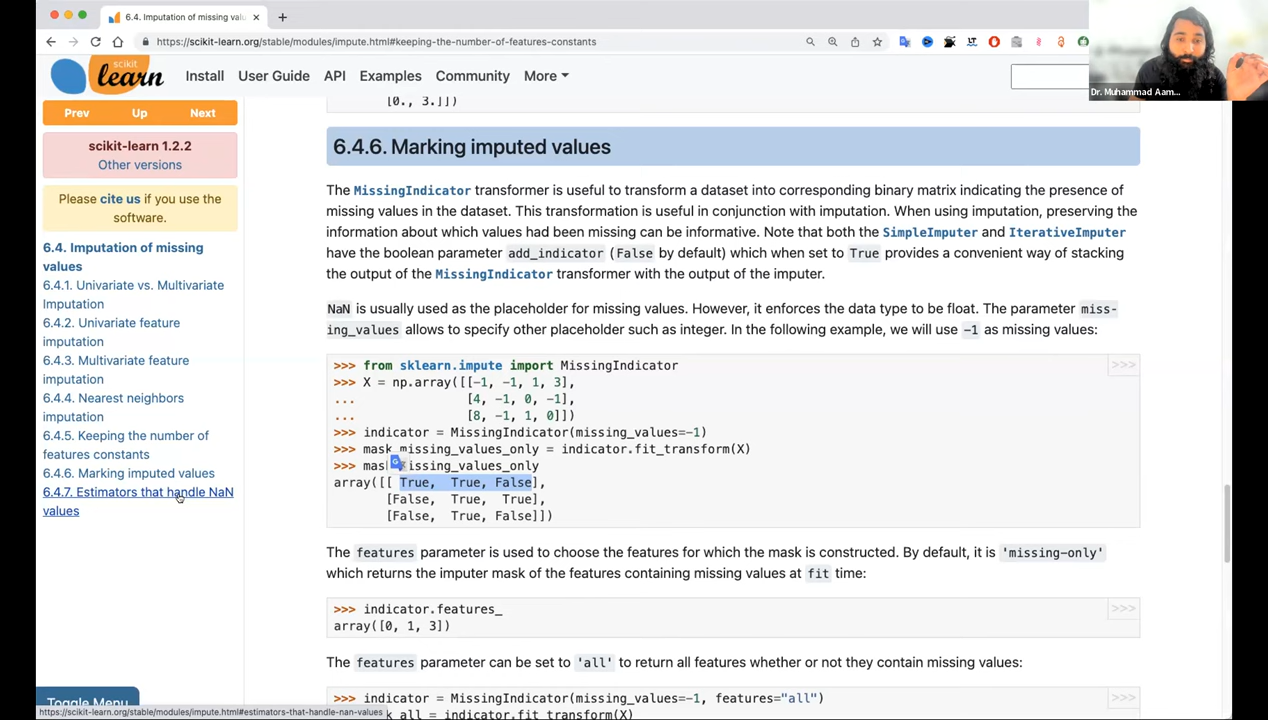 6.4. Imputation of missing valu
https://scikit-learn.org/stable/modules/impute.html#keeping-the-number-of-features-constants
Dr. Muhammad Aam...
scikit
learn
Install
User Guide
API
Examples
Community
More
Prev
Up
Next
scikit-learn 1.2.2
Other versions
Please cite us if you use the
software.
6.4. Imputation of missing
values
6.4.1. Univariate vs. Multivariate
Imputation
6.4.2. Univariate feature
imputation
6.4.3. Multivariate feature
imputation
6.4.4. Nearest neighbors
imputation
6.4.5. Keeping the number of
features constants
6.4.6. Marking imputed values
6.4.7. Estimators that handle NaN
values
Toggle Menu
https://scikit-learn.org/stable/modules/impute.html#estimators-that-handle-nan-values
[0., 3.]])
6.4.6. Marking imputed values
The MissingIndicator transformer is useful to transform a dataset into corresponding binary matrix indicating the presence of
missing values in the dataset. This transformation is useful in conjunction with imputation. When using imputation, preserving the
information about which values had been missing can be informative. Note that both the SimpleImputer and IterativeImputer
have the boolean parameter add_indicator (False by default) which when set to True provides a convenient way of stacking
the output of the MissingIndicator transformer with the output of the imputer.
NaN is usually used as the placeholder for missing values. However, it enforces the data type to be float. The parameter miss-
ing_values allows to specify other placeholder such as integer. In the following example, we will use -1 as missing values:
>>>
>>> from sklearn.impute import MissingIndicator
>>> X = np.array([[-1, -1, 1, 3],
... [4, -1, 0, -1],
... [8, -1, 1, 0]])
>>> indicator = MissingIndicator(missing_values=-1)
>>> mask_missing_values_only = indicator.fit_transform(X)
>>> mas issing_values_only
array([[ True, True, False],
[False, True, True],
[False, True, False]])
The features parameter is used to choose the features for which the mask is constructed. By default, it is 'missing-only'
which returns the imputer mask of the features containing missing values at fit time:
>>>
>>> indicator.features_
array([0, 1, 3])
The features parameter can be set to 'all' to return all features whether or not they contain missing values:
>>>
>>> indicator = MissingIndicator(missing_values=-1, features="all")
>>> mask_all = indicator.fit_transform(X)